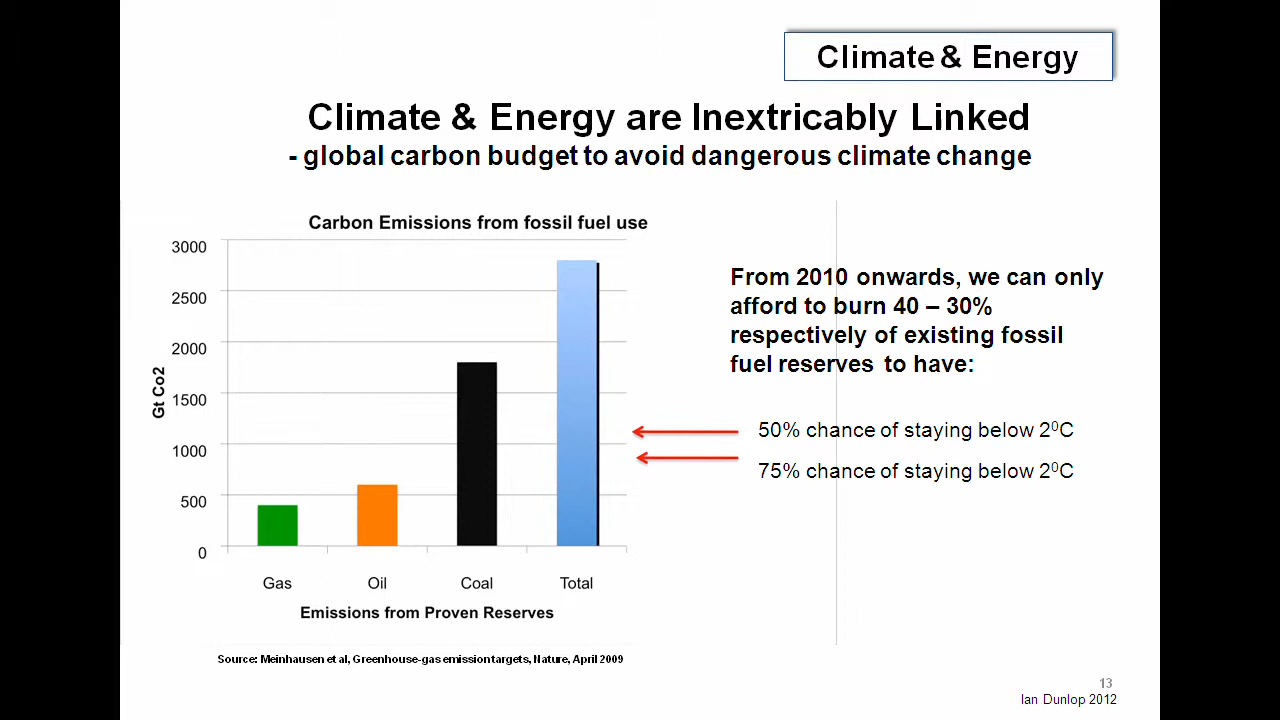 Climate & Energy
Climate & Energy are Inextricably Linked
- global carbon budget to avoid dangerous climate change
Carbon Emissions from fossil fuel use
3000
2500
2000
1500
1000
500
0
Gt Co2
Gas Oil Coal Total
Emissions from Proven Reserves
Source: Meinhausen et al, Greenhouse-gas emission targets, Nature, April 2009
From 2010 onwards, we can only
afford to burn 40 – 30%
respectively of existing fossil
fuel reserves to have:
50% chance of staying below 2⁰C
75% chance of staying below 2⁰C
13
Ian Dunlop 2012